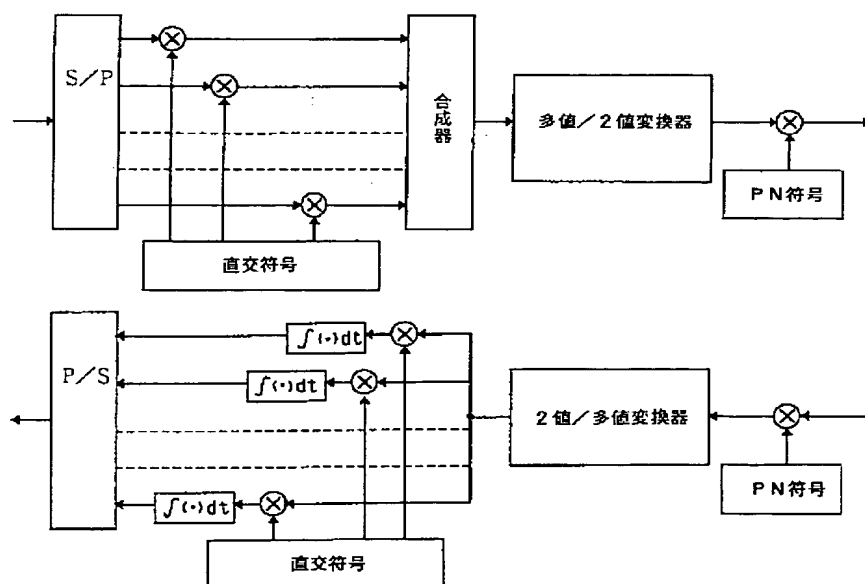 S/P
合成器
多値／2値変換器
PN符号
直交符号
P/S
∫(·)dt
∫(·)dt
2値／多値変換器
∫(·)dt
PN符号
直交符号